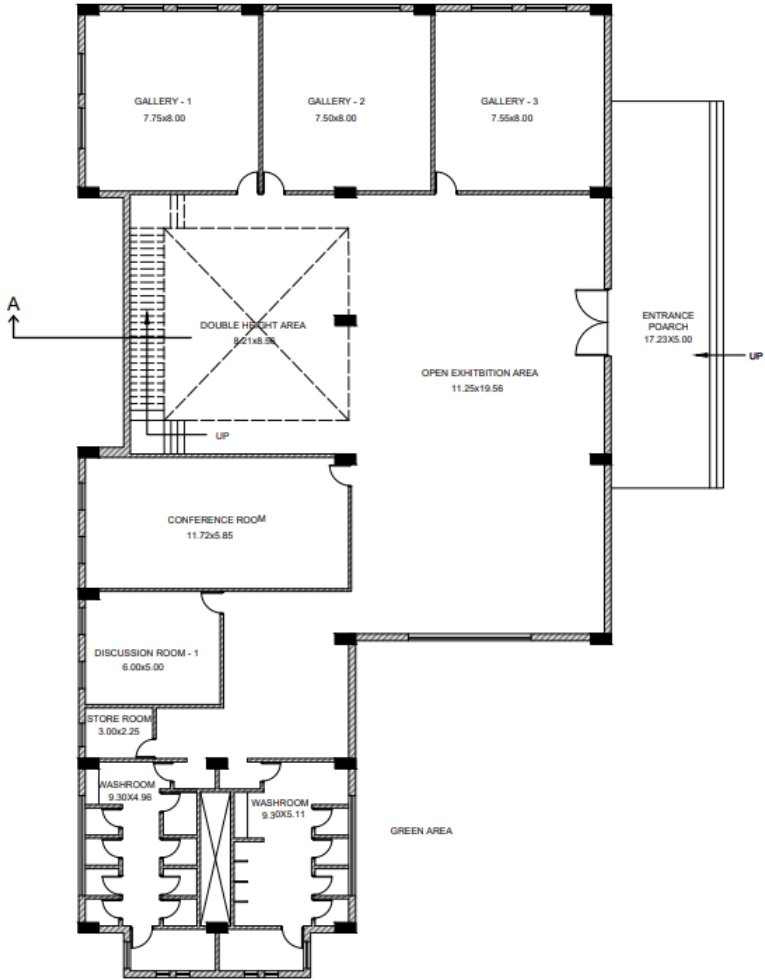 GALLERY - 1
7.75x8.00
GALLERY - 2
7.50x8.00
GALLERY - 3
7.55x8.00
A
DOUBLE HEIGHT AREA
8.21x8.56
ENTRANCE
POARCH
17.23X5.00
UP
OPEN EXHITBITION AREA
11.25x19.56
UP
CONFERENCE ROOM
11.72x5.85
DISCUSSION ROOM - 1
6.00x5.00
STORE ROOM
3.00x2.25
WASHROOM
9.30X4.96
WASHROOM
9.30X5.11
GREEN AREA